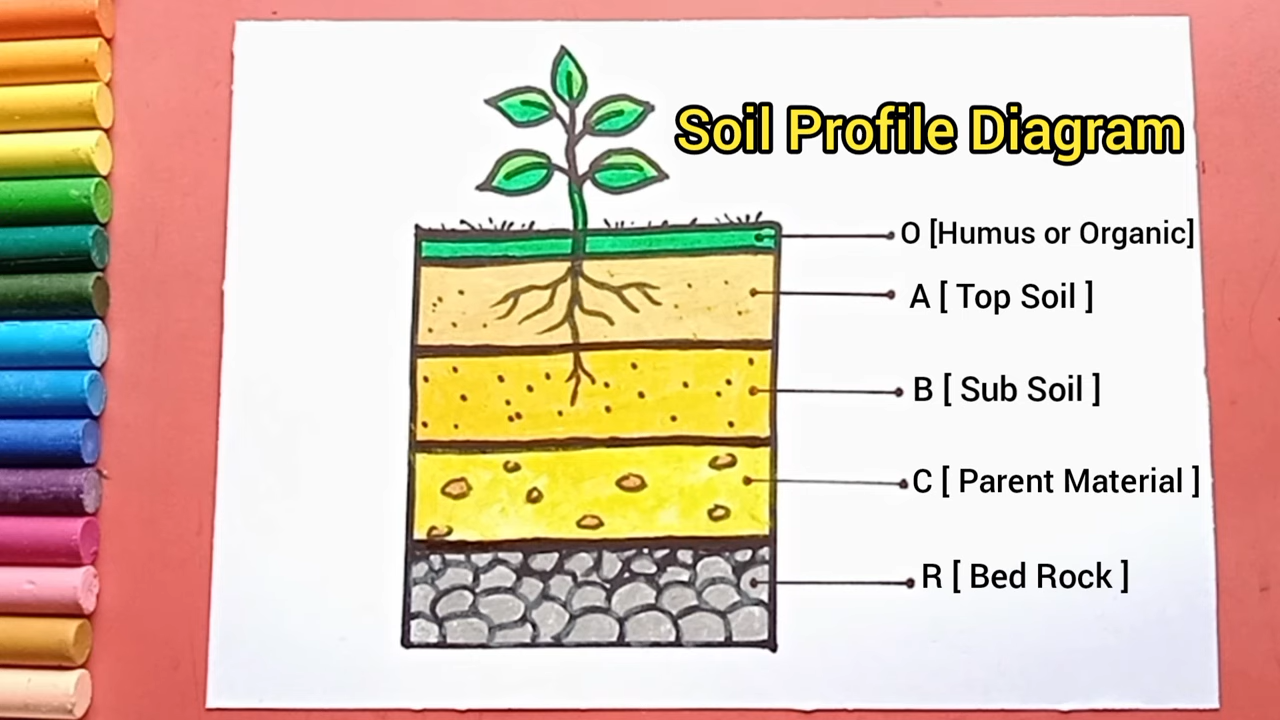 Soil Profile Diagram
O [Humus or Organic]
A [ Top Soil ]
B [ Sub Soil ]
C [ Parent Material ]
R [ Bed Rock ]